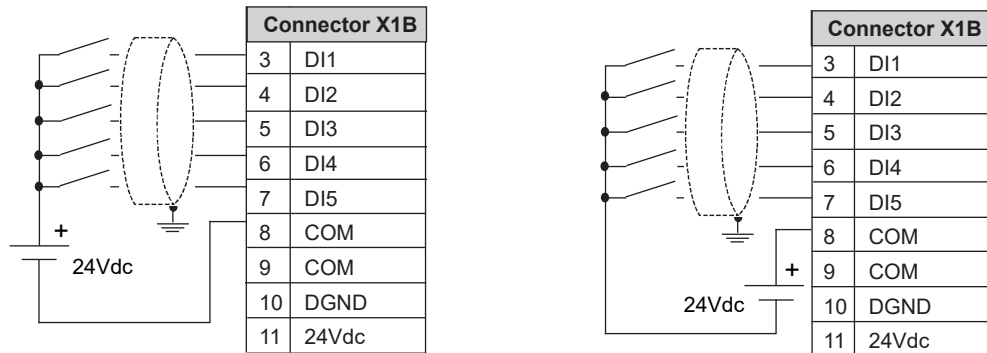 Connector X1B
3 DI1
4 DI2
5 DI3
6 DI4
7 DI5
8 COM
9 COM
10 DGND
11 24Vdc
+
24Vdc
Connector X1B
3 DI1
4 DI2
5 DI3
6 DI4
7 DI5
8 COM
9 COM
10 DGND
11 24Vdc
+
24Vdc